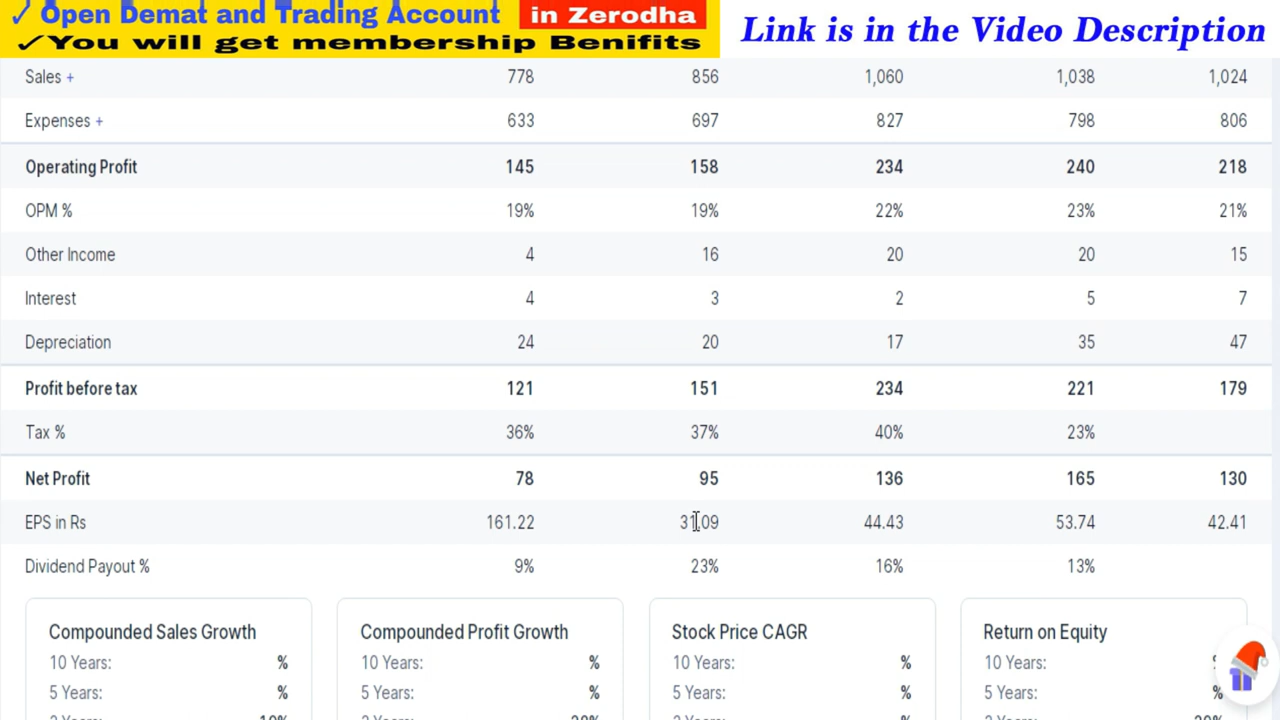 ✓ Open Demat and Trading Account in Zerodha
✓You will get membership Benifits
Link is in the Video Description
Sales + 778 856 1,060 1,038 1,024
Expenses + 633 697 827 798 806
Operating Profit 145 158 234 240 218
OPM % 19% 19% 22% 23% 21%
Other Income 4 16 20 20 15
Interest 4 3 2 5 7
Depreciation 24 20 17 35 47
Profit before tax 121 151 234 221 179
Tax % 36% 37% 40% 23%
Net Profit 78 95 136 165 130
EPS in Rs 161.22 31.09 44.43 53.74 42.41
Dividend Payout % 9% 23% 16% 13%
Compounded Sales Growth Compounded Profit Growth Stock Price CAGR Return on Equity
10 Years: % 10 Years: % 10 Years: % 10 Years:
5 Years: % 5 Years: % 5 Years: % 5 Years: %